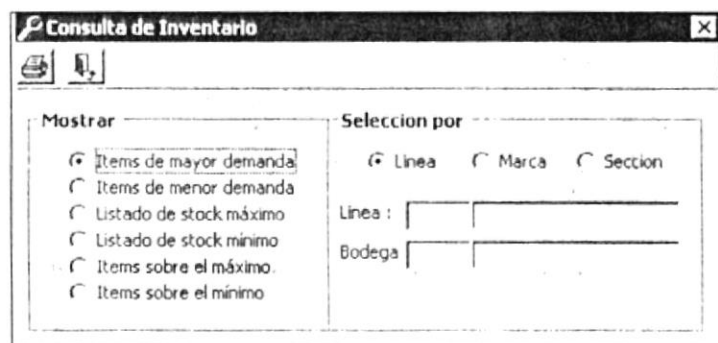 Consulta de Inventario
Mostrar
Items de mayor demanda
Items de menor demanda
Listado de stock máximo
Listado de stock mínimo
Items sobre el máximo.
Items sobre el mínimo
Seleccion por
Linea Marca Seccion
Linea :
Bodega